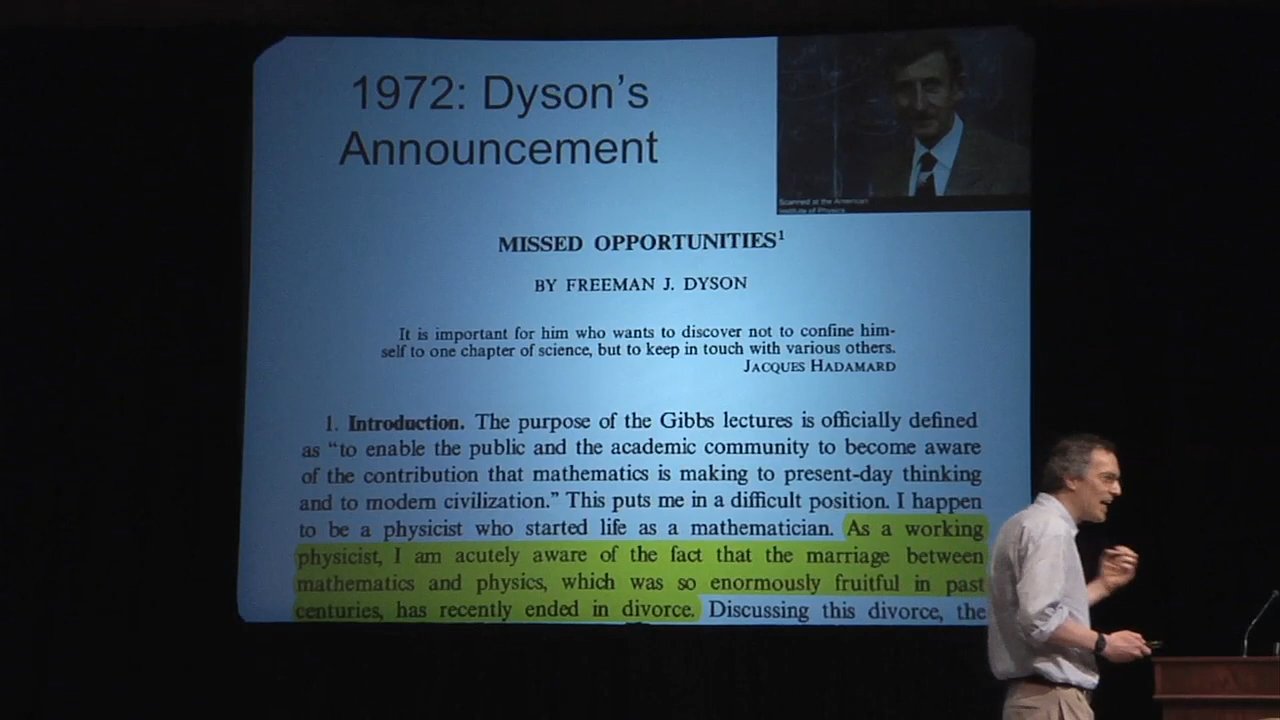 1972: Dyson's
Announcement
Scanned at the American
Institute of Physics
MISSED OPPORTUNITIES¹
BY FREEMAN J. DYSON
It is important for him who wants to discover not to confine him-
self to one chapter of science, but to keep in touch with various others.
JACQUES HADAMARD
1. Introduction. The purpose of the Gibbs lectures is officially defined
as “to enable the public and the academic community to become aware
of the contribution that mathematics is making to present-day thinking
and to modern civilization.” This puts me in a difficult position. I happen
to be a physicist who started life as a mathematician. As a working
physicist, I am acutely aware of the fact that the marriage between
mathematics and physics, which was so enormously fruitful in past
centuries, has recently ended in divorce. Discussing this divorce, the